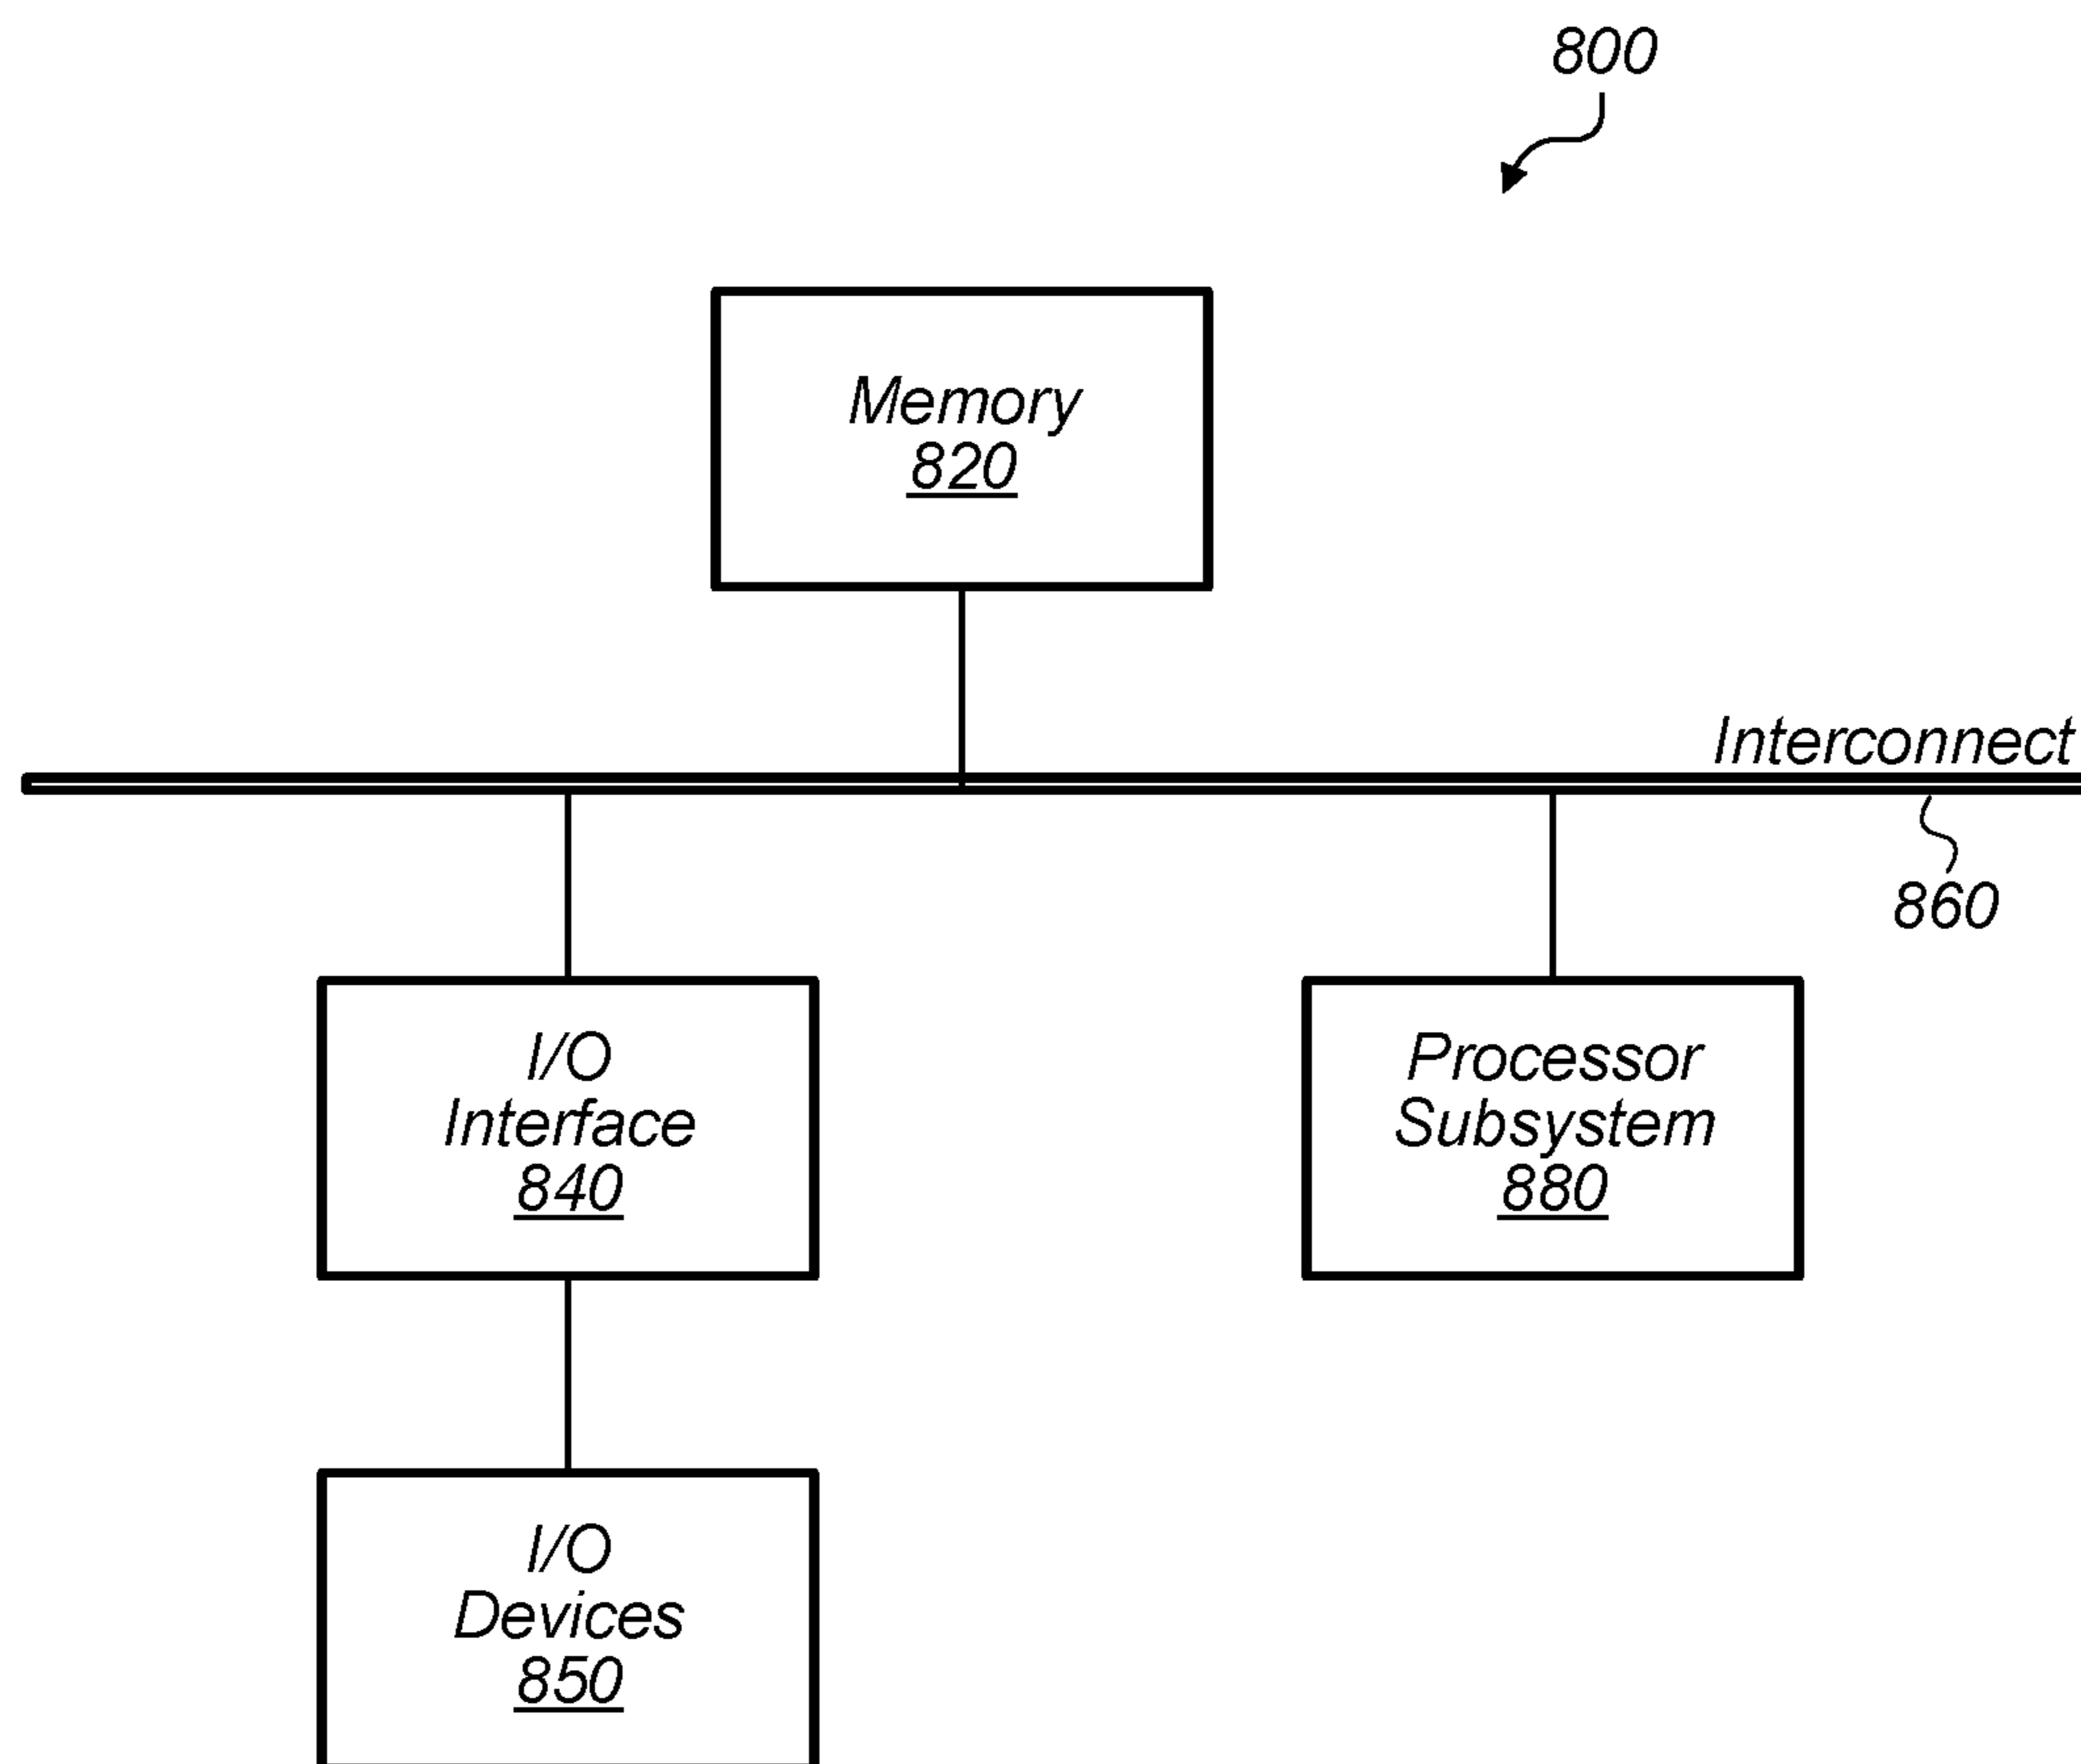 800
Memory
820
Interconnect
860
I/O
Interface
840
Processor
Subsystem
880
I/O
Devices
850